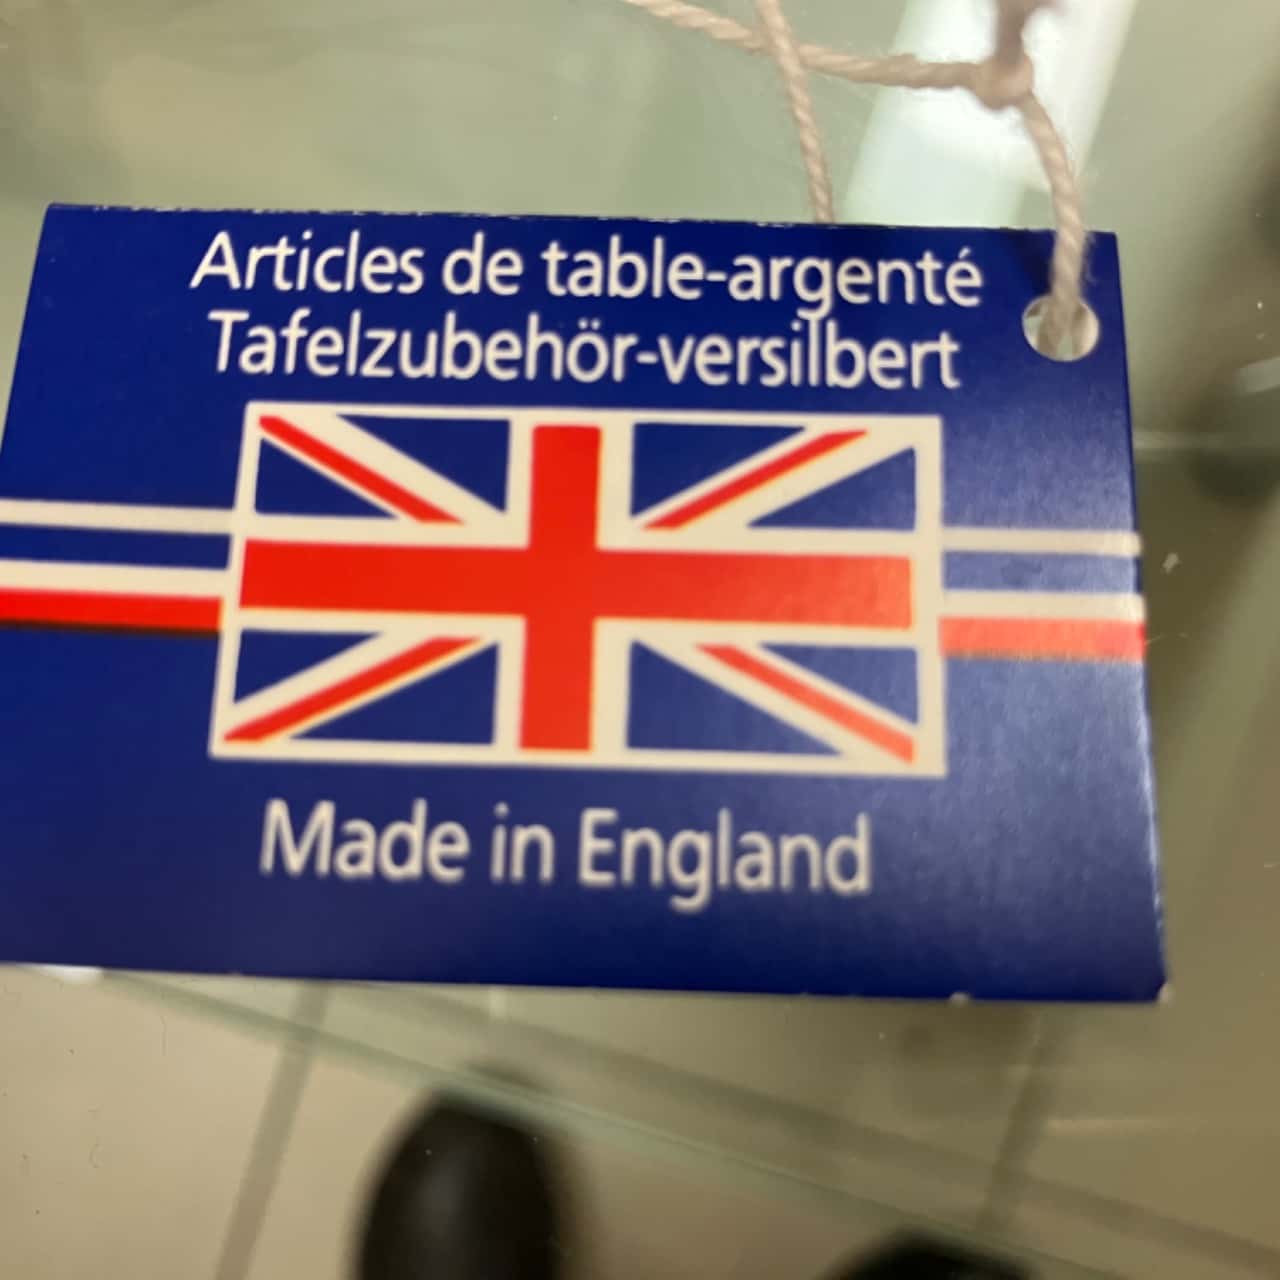 Articles de table-argenté
Tafelzubehör-versilbert
Made in England